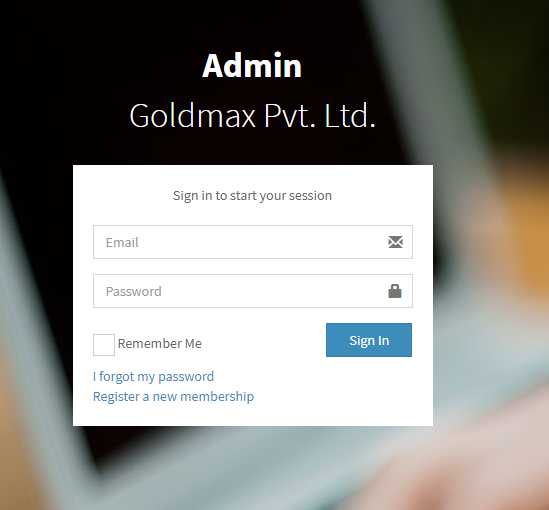 Admin
Goldmax Pvt. Ltd.
Sign in to start your session
Email
Password
Remember Me
Sign In
I forgot my password
Register a new membership